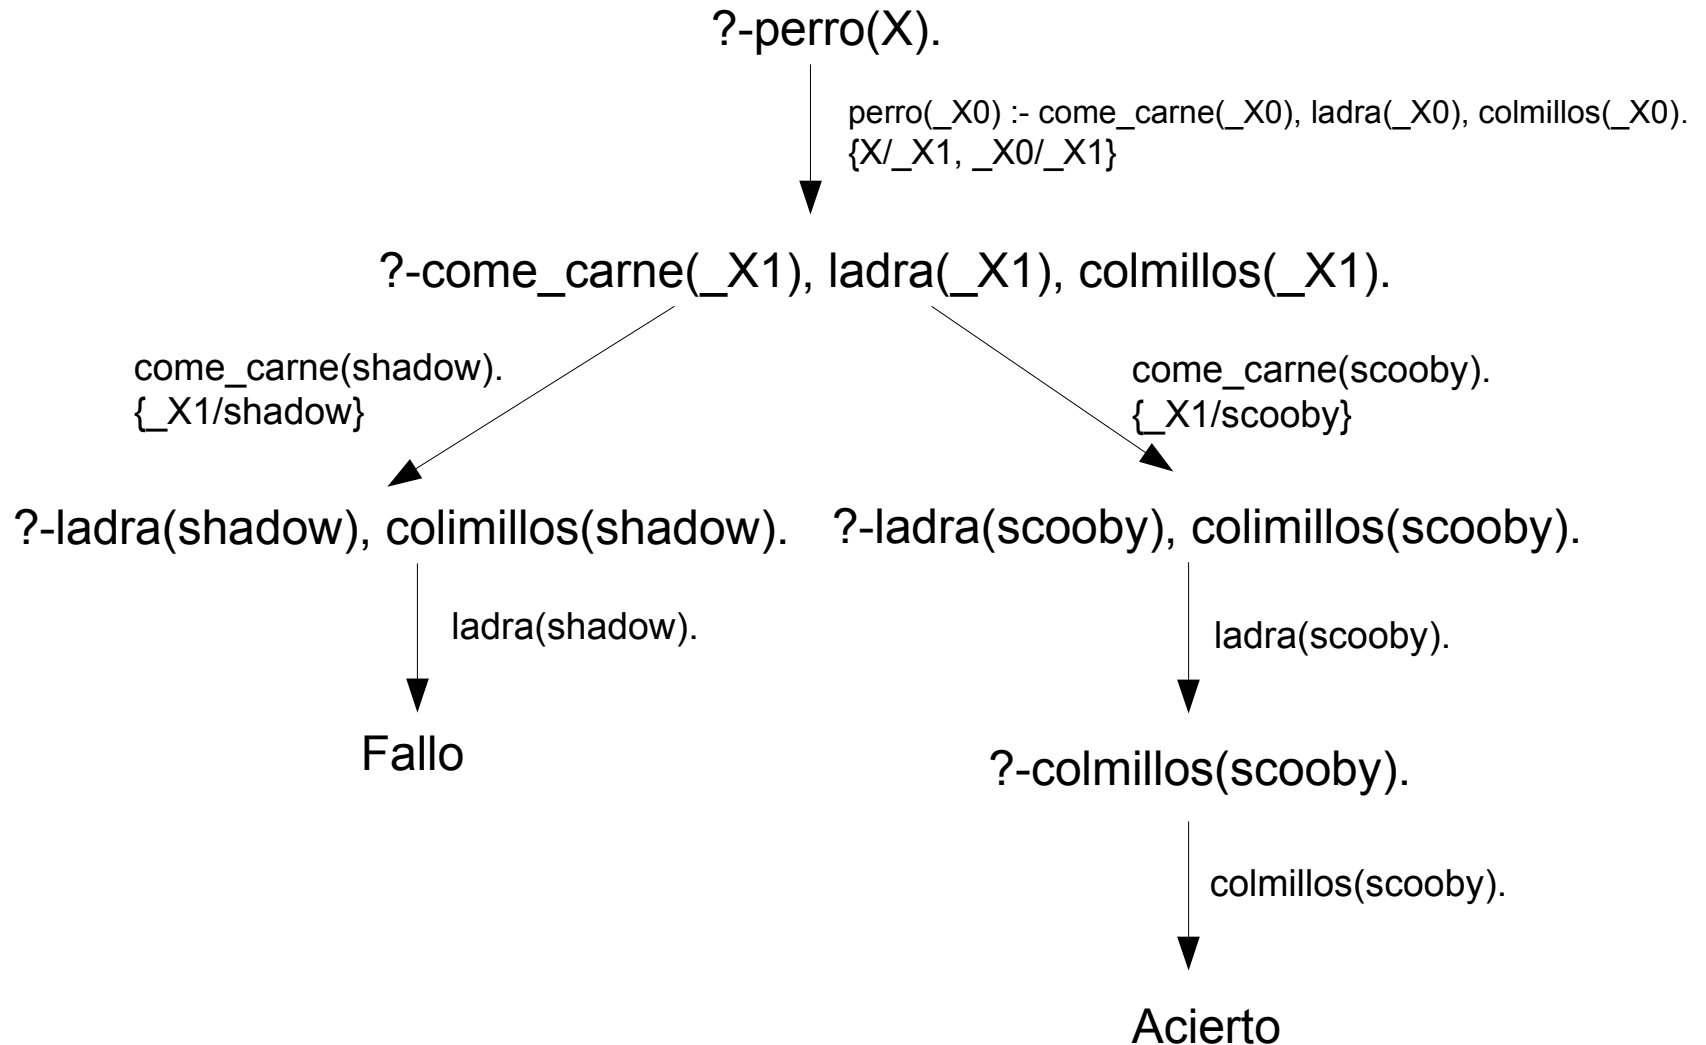 ?-perro(X).
perro(_X0) :- come_carne(_X0), ladra(_X0), colmillos(_X0).
{X/_X1, _X0/_X1}
?-come_carne(_X1), ladra(_X1), colmillos(_X1).
come_carne(shadow).
{_X1/shadow}
come_carne(scooby).
{_X1/scooby}
?-ladra(shadow), colimillos(shadow).
?-ladra(scooby), colimillos(scooby).
ladra(shadow).
ladra(scooby).
Fallo
?-colmillos(scooby).
colmillos(scooby).
Acierto